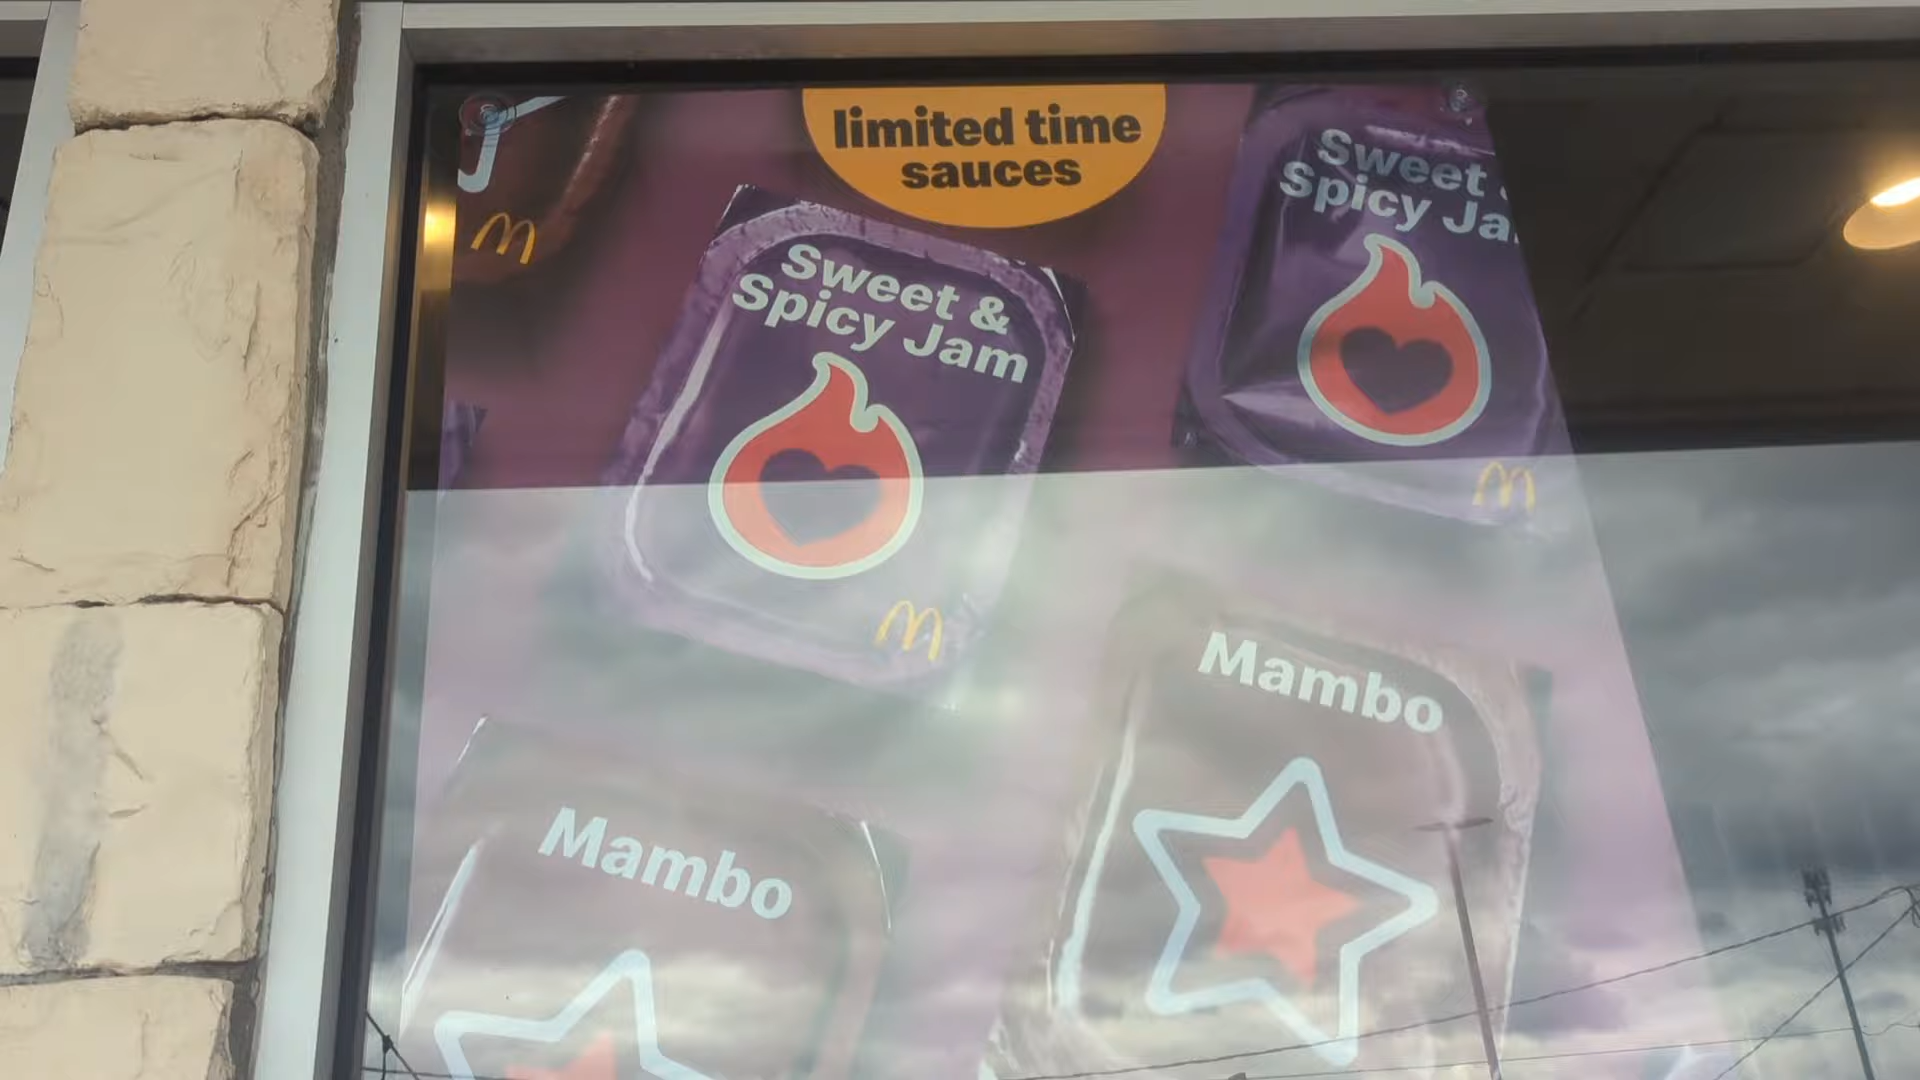 limited time
sauces
Sweet &
Spicy Jam
Sweet
Spicy Ja
Mambo
Mambo